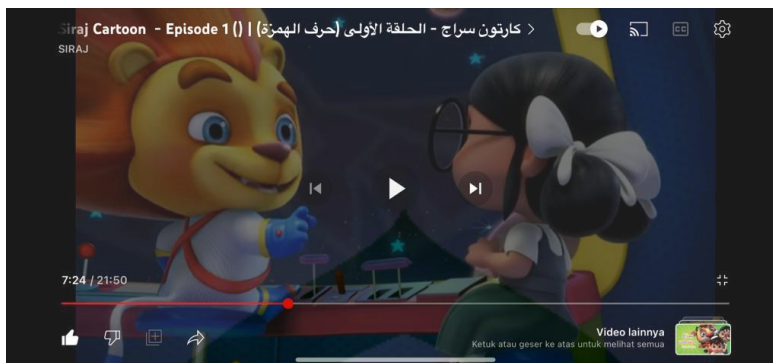 Siraj Cartoon - Episode 1 () | (كارتون سراج - الحلقة الأولى (حرف الهمزة
SIRAJ
CC
7:24 / 21:50
Video lainnya
Ketuk atau geser ke atas untuk melihat semua